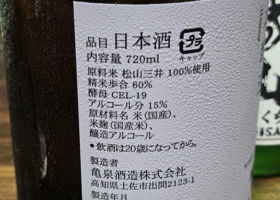 品目 日本酒 プラ
キャップ
内容量 720ml
原料米 松山三井 100%使用
精米歩合 60%
酵母 CEL-19
アルコール分 15%
原材料名 米(国産)、
米麹(国産米)、
醸造アルコール
●飲酒は20歳になってから。
製造者
亀泉酒造株式会社
高知県土佐市出間2123-1
製造年月